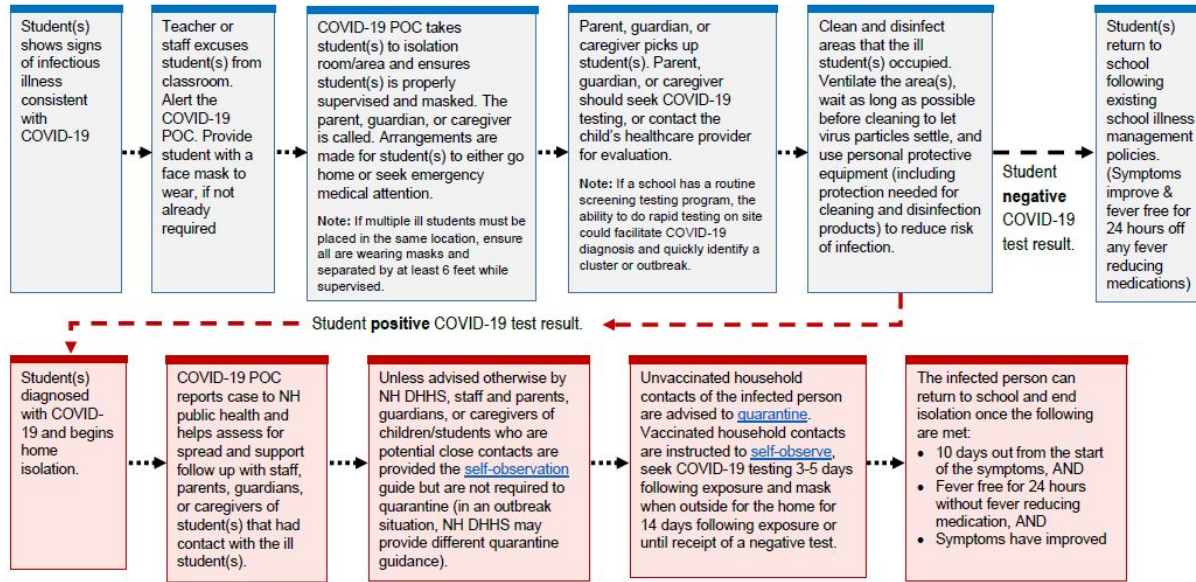 Student(s)
shows signs
of infectious
illness
consistent
with
COVID-19
Teacher or
staff excuses
student(s) from
classroom.
Alert the
COVID-19
POC. Provide
student with a
face mask to
wear, if not
already
required
COVID-19 POC takes
student(s) to isolation
room/area and ensures
student(s) is properly
supervised and masked. The
parent, guardian, or caregiver
is called. Arrangements are
made for student(s) to either go
home or seek emergency
medical attention.
Note: If multiple ill students must be
placed in the same location, ensure
all are wearing masks and
separated by at least 6 feet while
supervised.
Parent, guardian, or
caregiver picks up
student(s). Parent,
guardian, or caregiver
should seek COVID-19
testing, or contact the
child's healthcare provider
for evaluation.
Note: If a school has a routine
screening testing program, the
ability to do rapid testing on site
could facilitate COVID-19
diagnosis and quickly identify a
cluster or outbreak.
Clean and disinfect
areas that the ill
student(s) occupied.
Ventilate the area(s),
wait as long as possible
before cleaning to let
virus particles settle, and
use personal protective
equipment (including
protection needed for
cleaning and disinfection
products) to reduce risk
of infection.
Student
negative
COVID-19
test result.
Student(s)
return to
school
following
existing
school illness
management
policies.
(Symptoms
improve &
fever free for
24 hours off
any fever
reducing
medications)
Student positive COVID-19 test result.
Student(s)
diagnosed
with COVID-
19 and begins
home
isolation.
COVID-19 POC
reports case to NH
public health and
helps assess for
spread and support
follow up with staff,
parents, guardians,
or caregivers of
student(s) that had
contact with the ill
student(s).
Unless advised otherwise by
NH DHHS, staff and parents,
guardians, or caregivers of
children/students who are
potential close contacts are
provided the self-observation
guide but are not required to
quarantine (in an outbreak
situation, NH DHHS may
provide different quarantine
guidance).
Unvaccinated household
contacts of the infected person
are advised to quarantine.
Vaccinated household contacts
are instructed to self-observe,
seek COVID-19 testing 3-5 days
following exposure and mask
when outside for the home for
14 days following exposure or
until receipt of a negative test.
The infected person can
return to school and end
isolation once the following
are met:
• 10 days out from the start
of the symptoms, AND
• Fever free for 24 hours
without fever reducing
medication, AND
• Symptoms have improved